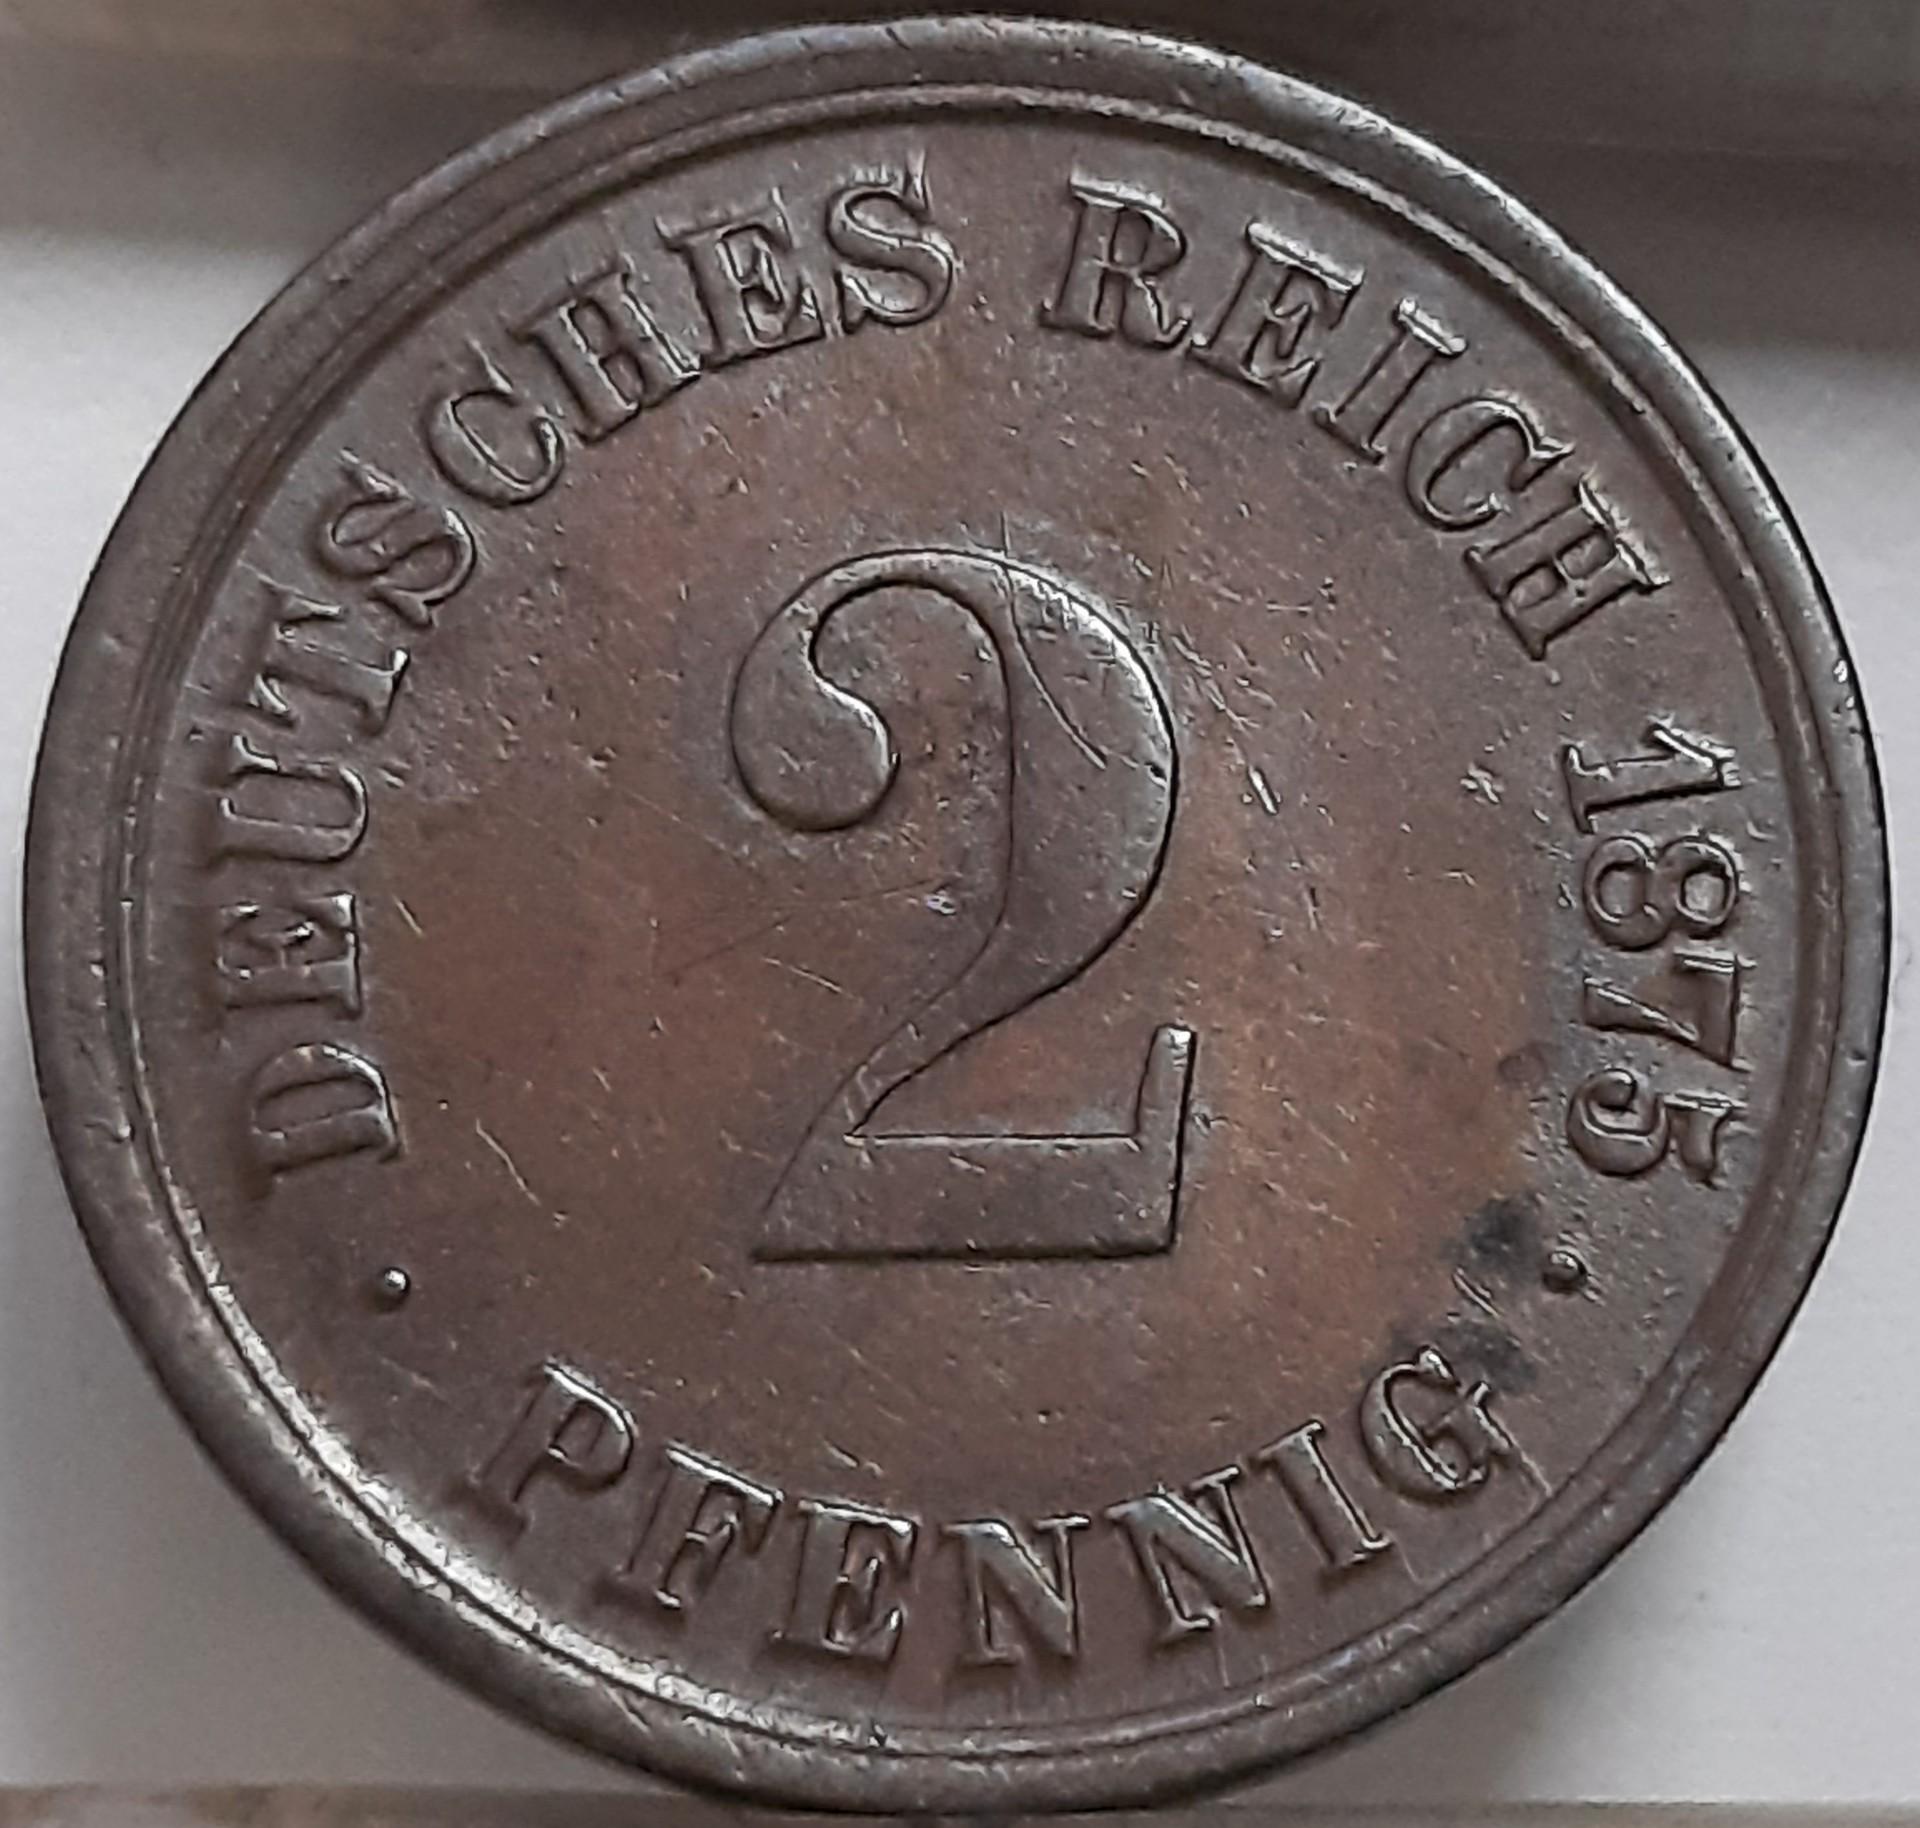 DEUTSCHES REICH 1875
2
· PFENNIG ·